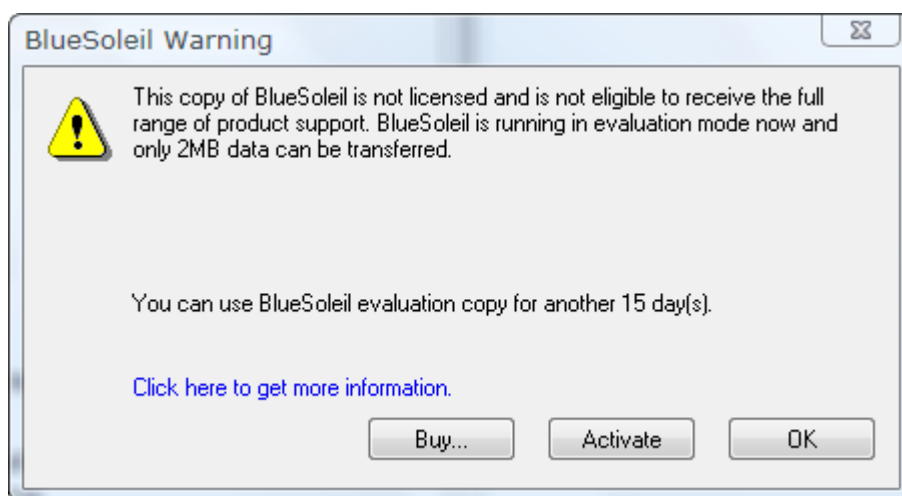 BlueSoleil Warning
This copy of BlueSoleil is not licensed and is not eligible to receive the full
range of product support. BlueSoleil is running in evaluation mode now and
only 2MB data can be transferred.
You can use BlueSoleil evaluation copy for another 15 day(s).
Click here to get more information.
Buy...
Activate
OK